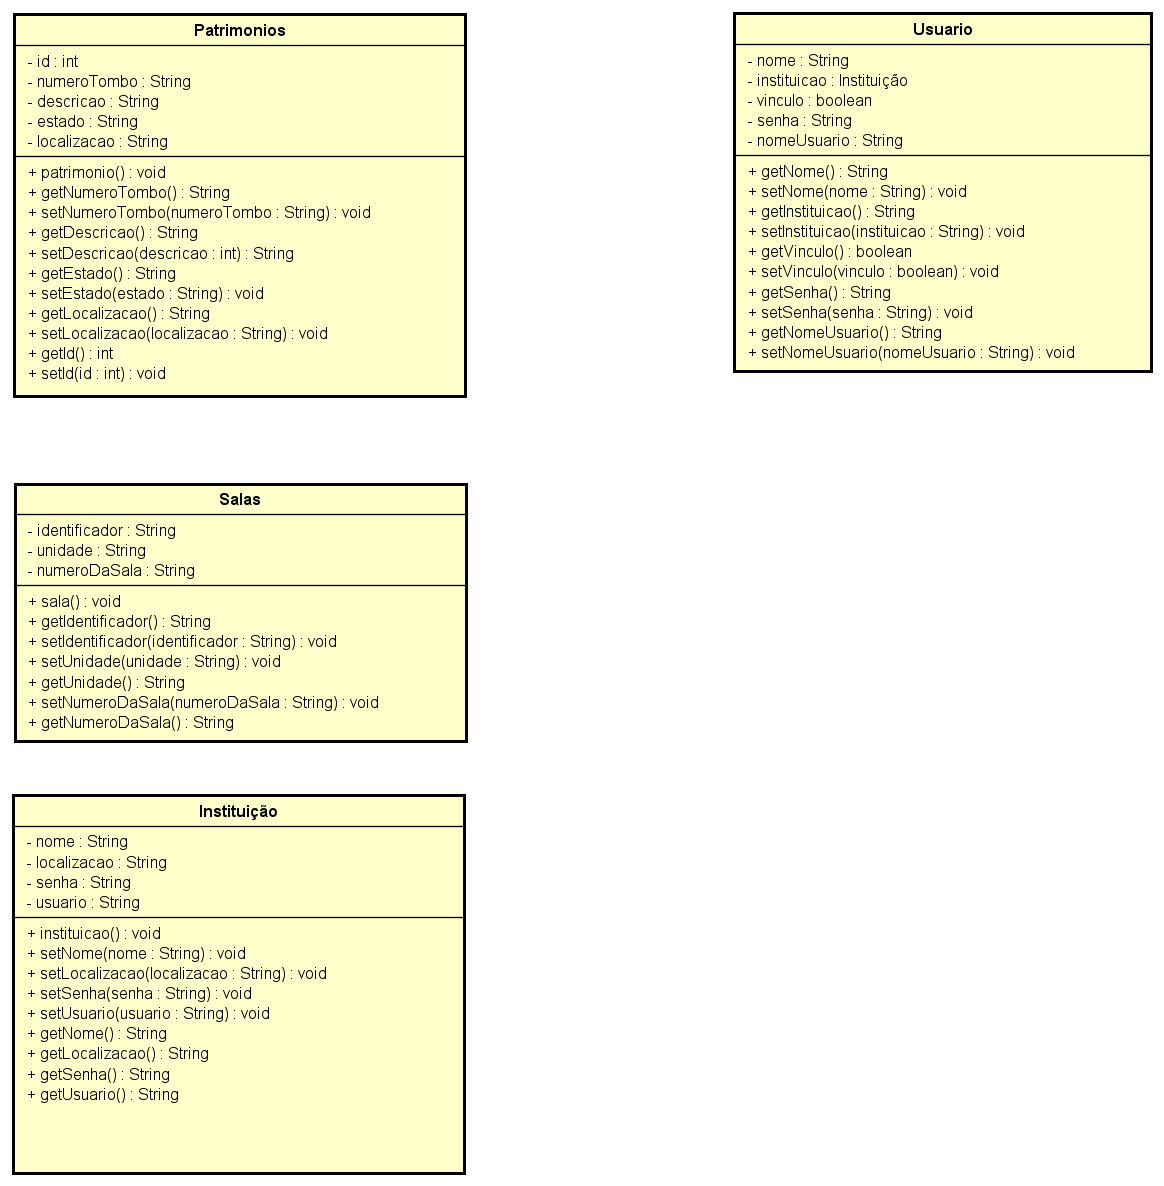 Patrimonios
- id : int
- numeroTombo : String
- descricao : String
- estado : String
- localizacao : String
+ patrimonio() : void
+ getNumeroTombo() : String
+ setNumeroTombo(numeroTombo : String) : void
+ getDescricao() : String
+ setDescricao(descricao : int) : String
+ getEstado() : String
+ setEstado(estado : String) : void
+ getLocalizacao() : String
+ setLocalizacao(localizacao : String) : void
+ getId() : int
+ setId(id : int) : void
Usuario
- nome : String
- instituicao : Instituição
- vinculo : boolean
- senha : String
- nomeUsuario : String
+ getNome() : String
+ setNome(nome : String) : void
+ getInstituicao() : String
+ setInstituicao(instituicao : String) : void
+ getVinculo() : boolean
+ setVinculo(vinculo : boolean) : void
+ getSenha() : String
+ setSenha(senha : String) : void
+ getNomeUsuario() : String
+ setNomeUsuario(nomeUsuario : String) : void
Salas
- identificador : String
- unidade : String
- numeroDaSala : String
+ sala() : void
+ getIdentificador() : String
+ setIdentificador(identificador : String) : void
+ setUnidade(unidade : String) : void
+ getUnidade() : String
+ setNumeroDaSala(numeroDaSala : String) : void
+ getNumeroDaSala() : String
Instituição
- nome : String
- localizacao : String
- senha : String
- usuario : String
+ instituicao() : void
+ setNome(nome : String) : void
+ setLocalizacao(localizacao : String) : void
+ setSenha(senha : String) : void
+ setUsuario(usuario : String) : void
+ getNome() : String
+ getLocalizacao() : String
+ getSenha() : String
+ getUsuario() : String